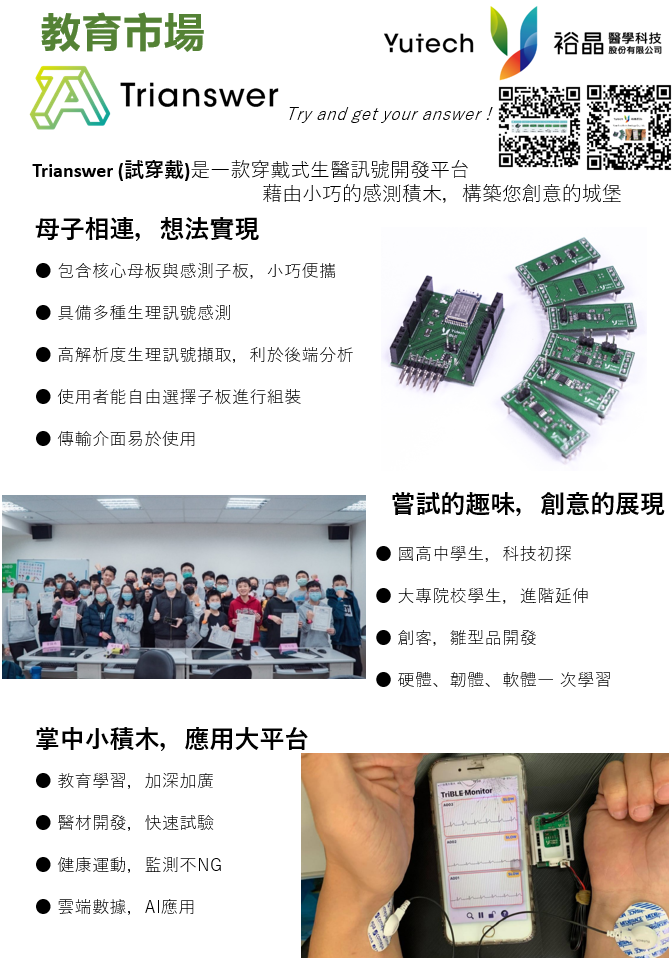 教育市場
Yutech
裕晶 醫學科技 股份有限公司
Trianswer
Try and get your answer !
Trianswer (試穿戴)是一款穿戴式生醫訊號開發平台
藉由小巧的感測積木, 構築您創意的城堡
母子相連, 想法實現
● 包含核心母板與感測子板, 小巧便攜
● 具備多種生理訊號感測
● 高解析度生理訊號擷取, 利於後端分析
● 使用者能自由選擇子板進行組裝
● 傳輸介面易於使用
嘗試的趣味, 創意的展現
● 國高中學生, 科技初探
● 大專院校學生, 進階延伸
● 創客, 雛型品開發
● 硬體、韌體、軟體一 次學習
掌中小積木, 應用大平台
● 教育學習, 加深加廣
● 醫材開發, 快速試驗
● 健康運動, 監測不NG
● 雲端數據, AI應用
TriBLE Monitor